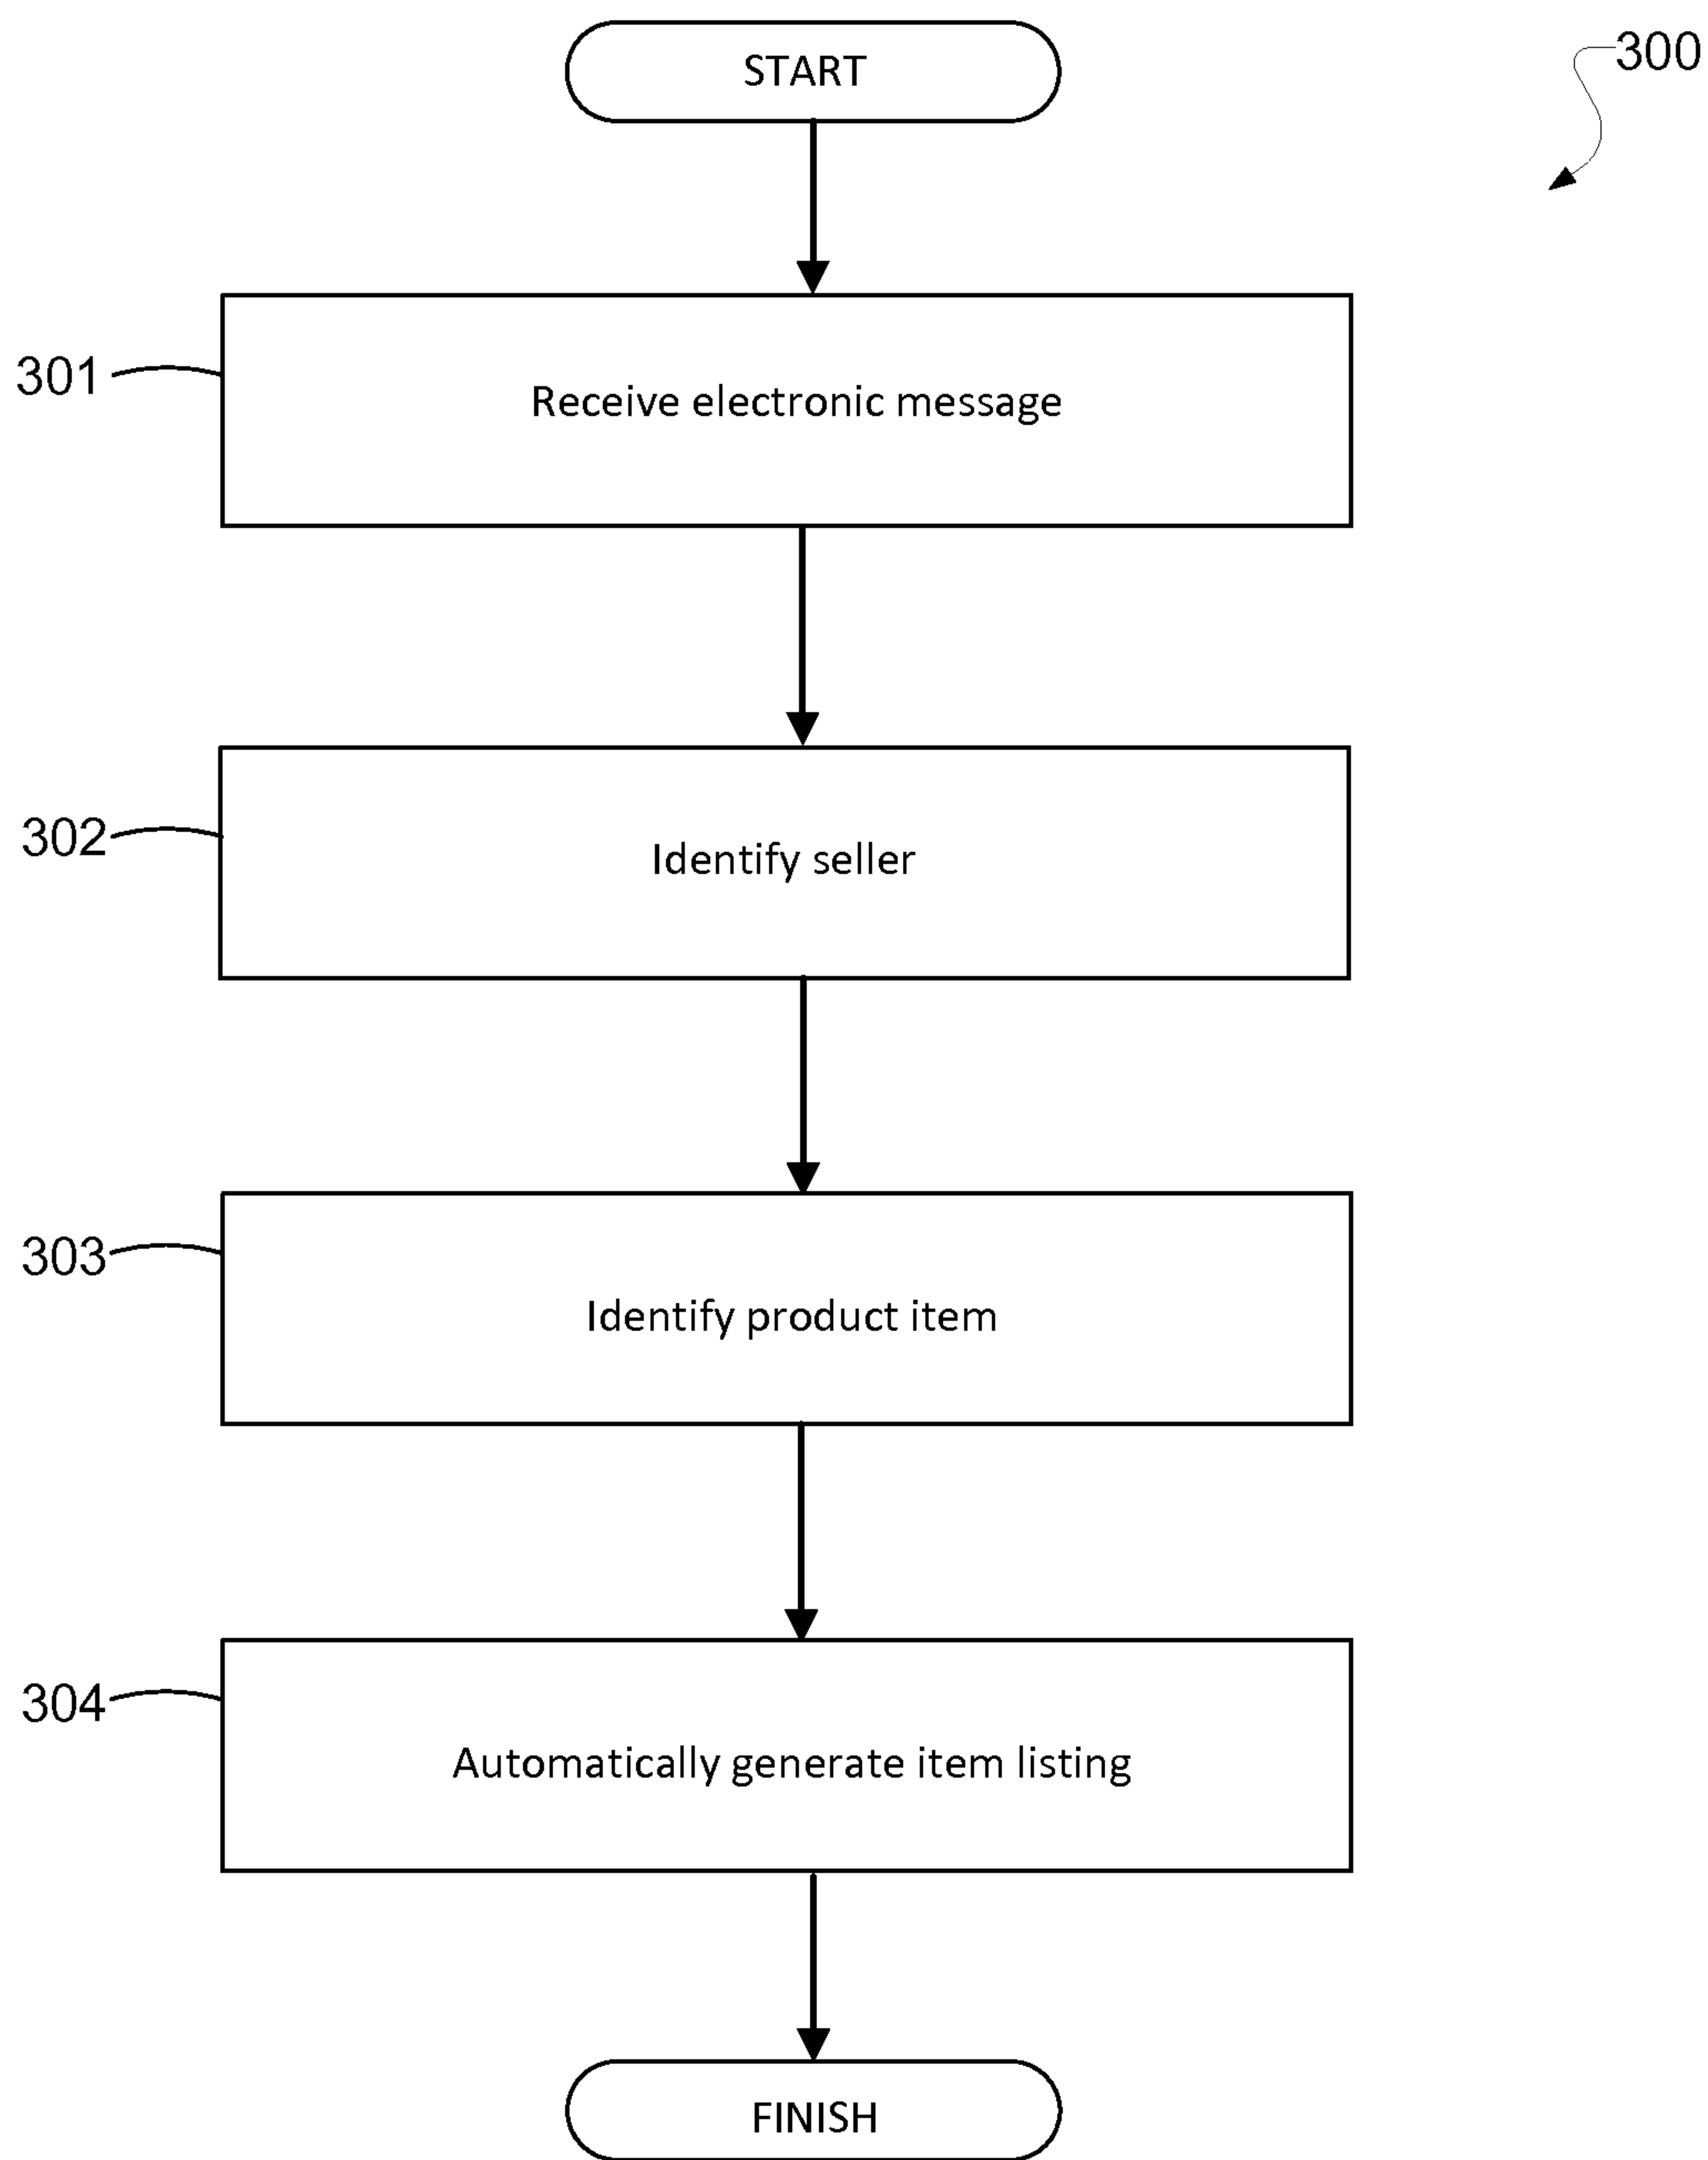 START
300
301
Receive electronic message
302
Identify seller
303
Identify product item
304
Automatically generate item listing
FINISH